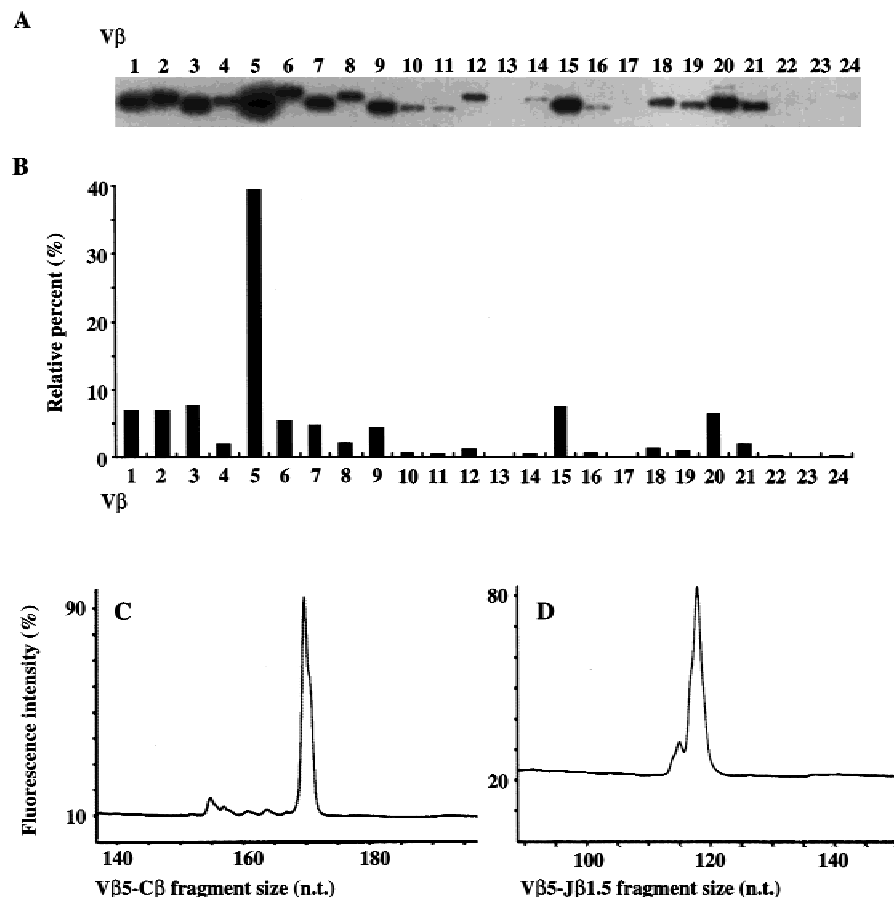 A
Vβ
1 2 3 4 5 6 7 8 9 10 11 12 13 14 15 16 17 18 19 20 21 22 23 24
B
Relative percent (%)
40
30
20
10
0
1 2 3 4 5 6 7 8 9 10 11 12 13 14 15 16 17 18 19 20 21 22 23 24
Vβ
C
Fluorescence intensity (%)
90
10
140 160 180
Vβ5-Cβ fragment size (n.t.)
D
80
20
100 120 140
Vβ5-Jβ1.5 fragment size (n.t.)